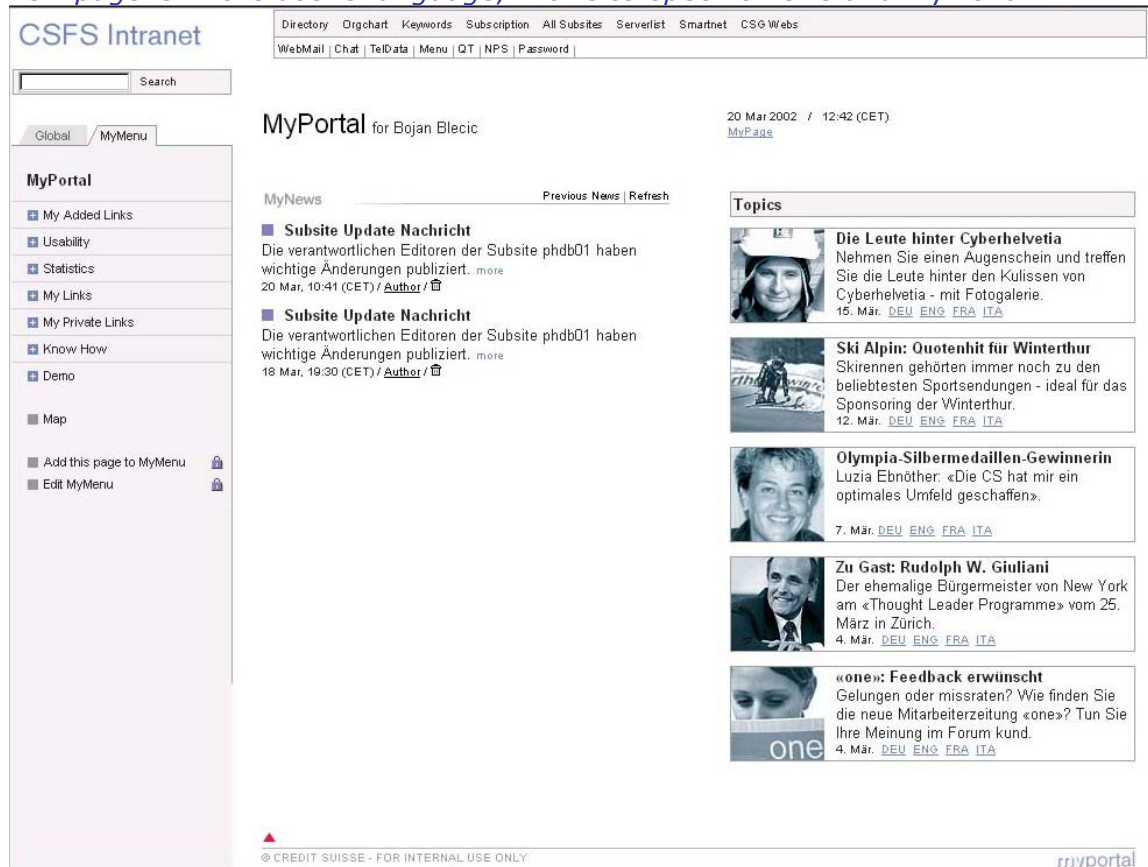 CSFS Intranet
Directory Orgchart Keywords Subscription All Subsites Serverlist Smartnet CSG Webs
WebMail | Chat | TelData | Menu | QT | NPS | Password |
Search
Global / MyMenu
MyPortal
My Added Links
Usability
Statistics
My Links
My Private Links
Know How
Demo
Map
Add this page to MyMenu
Edit MyMenu
MyPortal for Bojan Blecic
20 Mar 2002 / 12:42 (CET)
MyPage
MyNews
Previous News | Refresh
Subsite Update Nachricht
Die verantwortlichen Editoren der Subsite phdb01 haben
wichtige Änderungen publiziert. more
20 Mar, 10:41 (CET) / Author /
Subsite Update Nachricht
Die verantwortlichen Editoren der Subsite phdb01 haben
wichtige Änderungen publiziert. more
18 Mar, 19:30 (CET) / Author /
Topics
Die Leute hinter Cyberhelvetia
Nehmen Sie einen Augenschein und treffen
Sie die Leute hinter den Kulissen von
Cyberhelvetia - mit Fotogalerie.
15. Mär. DEU ENG FRA ITA
Ski Alpin: Quotenhit für Winterthur
Skirennen gehörten immer noch zu den
beliebtesten Sportsendungen - ideal für das
Sponsoring der Winterthur.
12. Mär. DEU ENG FRA ITA
Olympia-Silbermedaillen-Gewinnerin
Luzia Ebnöther: «Die CS hat mir ein
optimales Umfeld geschaffen».
7. Mär. DEU ENG FRA ITA
Zu Gast: Rudolph W. Giuliani
Der ehemalige Bürgermeister von New York
am «Thought Leader Programme» vom 25.
März in Zürich.
4. Mär. DEU ENG FRA ITA
«one»: Feedback erwünscht
Gelungen oder missraten? Wie finden Sie
die neue Mitarbeiterzeitung «one»? Tun Sie
Ihre Meinung im Forum kund.
4. Mär. DEU ENG FRA ITA
one
© CREDIT SUISSE - FOR INTERNAL USE ONLY
myportal